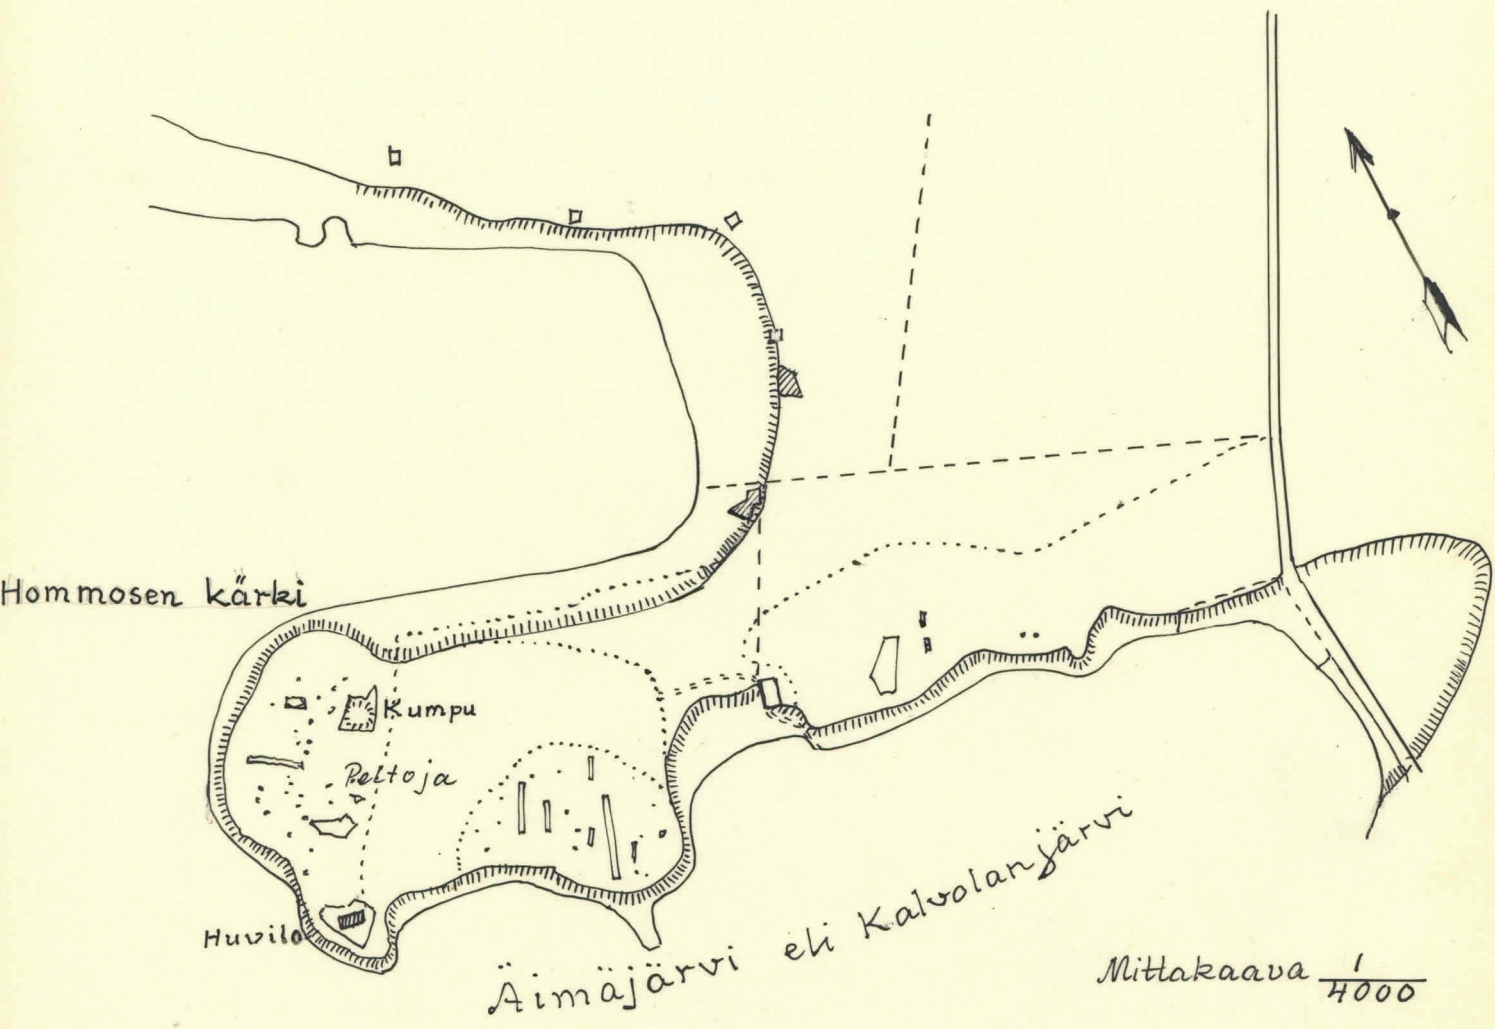 Hommosen kärki
Kumpu
Peltoja
Huvila
Äimäjärvi eli Kalvolanjärvi
Mittakaava 1/4000